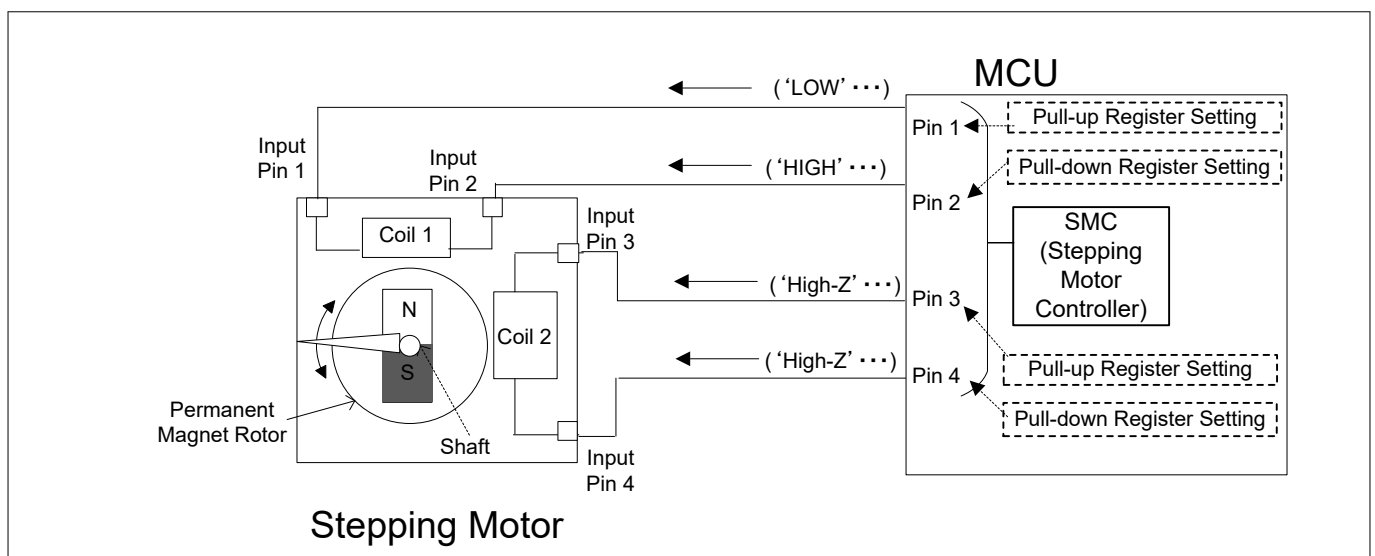 MCU
('LOW' ・・・)
Pin 1
Pull-up Register Setting
Input
Pin 1
Input
Pin 2
('HIGH' ・・・)
Pin 2
Pull-down Register Setting
Coil 1
Input
Pin 3
SMC
(Stepping
Motor
Controller)
('High-Z' ・・・)
Pin 3
N
S
Coil 2
('High-Z' ・・・)
Pin 4
Pull-up Register Setting
Pull-down Register Setting
Permanent
Magnet Rotor
Shaft
Input
Pin 4
Stepping Motor